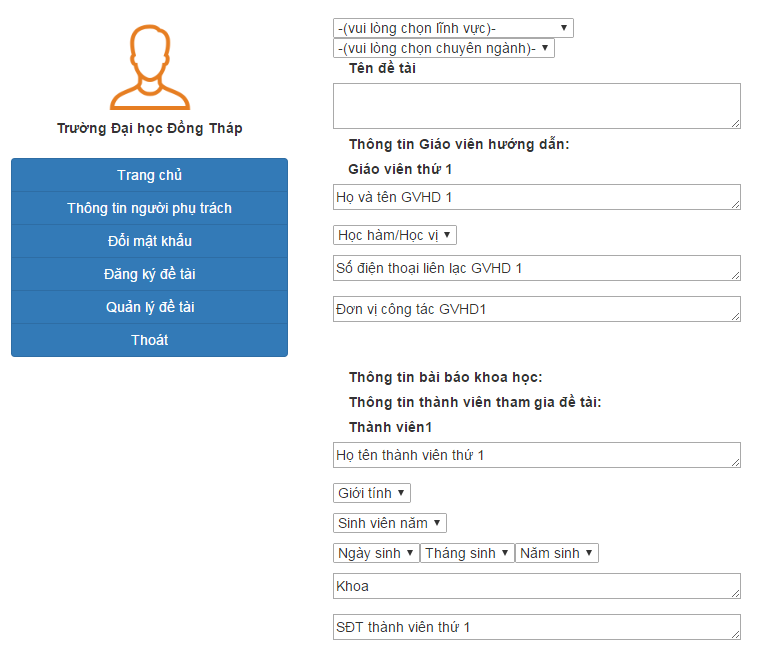 Trường Đại học Đồng Tháp
Trang chủ
Thông tin người phụ trách
Đổi mật khẩu
Đăng ký đề tài
Quản lý đề tài
Thoát
-(vui lòng chọn lĩnh vực)-
-(vui lòng chọn chuyên ngành)-
Tên đề tài
Thông tin Giáo viên hướng dẫn:
Giáo viên thứ 1
Họ và tên GVHD 1
Học hàm/Học vị
Số điện thoại liên lạc GVHD 1
Đơn vị công tác GVHD1
Thông tin bài báo khoa học:
Thông tin thành viên tham gia đề tài:
Thành viên1
Họ tên thành viên thứ 1
Giới tính
Sinh viên năm
Ngày sinh Tháng sinh Năm sinh
Khoa
SĐT thành viên thứ 1